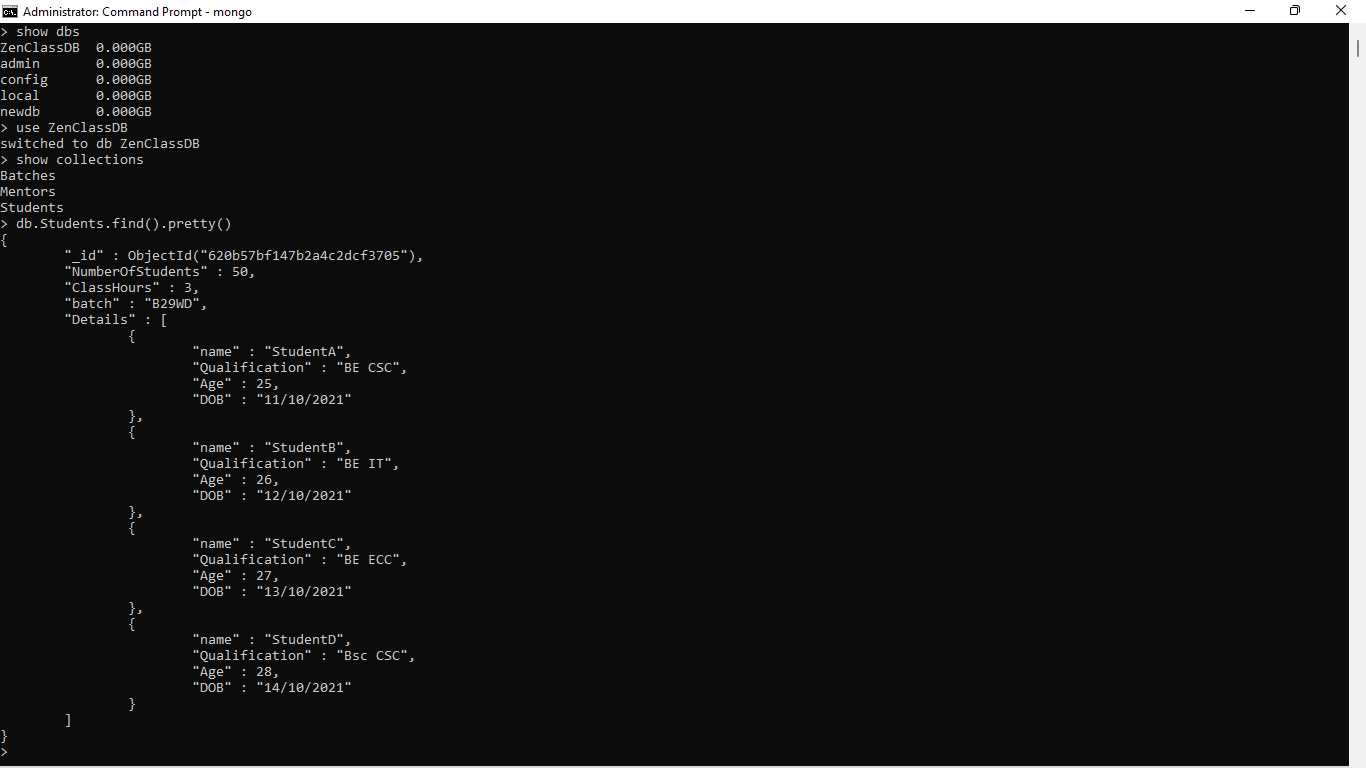 Administrator: Command Prompt - mongo
> show dbs
ZenClassDB  0.000GB
admin       0.000GB
config      0.000GB
local       0.000GB
newdb       0.000GB
> use ZenClassDB
switched to db ZenClassDB
> show collections
Batches
Mentors
Students
> db.Students.find().pretty()
{
        "_id" : ObjectId("620b57bf147b2a4c2dcf3705"),
        "NumberOfStudents" : 50,
        "ClassHours" : 3,
        "batch" : "B29WD",
        "Details" : [
                {
                        "name" : "StudentA",
                        "Qualification" : "BE CSC",
                        "Age" : 25,
                        "DOB" : "11/10/2021"
                },
                {
                        "name" : "StudentB",
                        "Qualification" : "BE IT",
                        "Age" : 26,
                        "DOB" : "12/10/2021"
                },
                {
                        "name" : "StudentC",
                        "Qualification" : "BE ECC",
                        "Age" : 27,
                        "DOB" : "13/10/2021"
                },
                {
                        "name" : "StudentD",
                        "Qualification" : "Bsc CSC",
                        "Age" : 28,
                        "DOB" : "14/10/2021"
                }
        ]
}
>